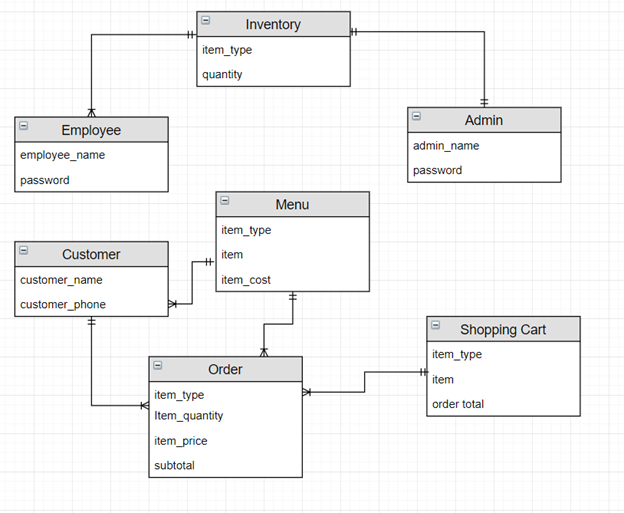 Inventory
item_type
quantity
Employee
employee_name
password
Admin
admin_name
password
Menu
item_type
item
item_cost
Customer
customer_name
customer_phone
Shopping Cart
item_type
item
order total
Order
item_type
Item_quantity
item_price
subtotal